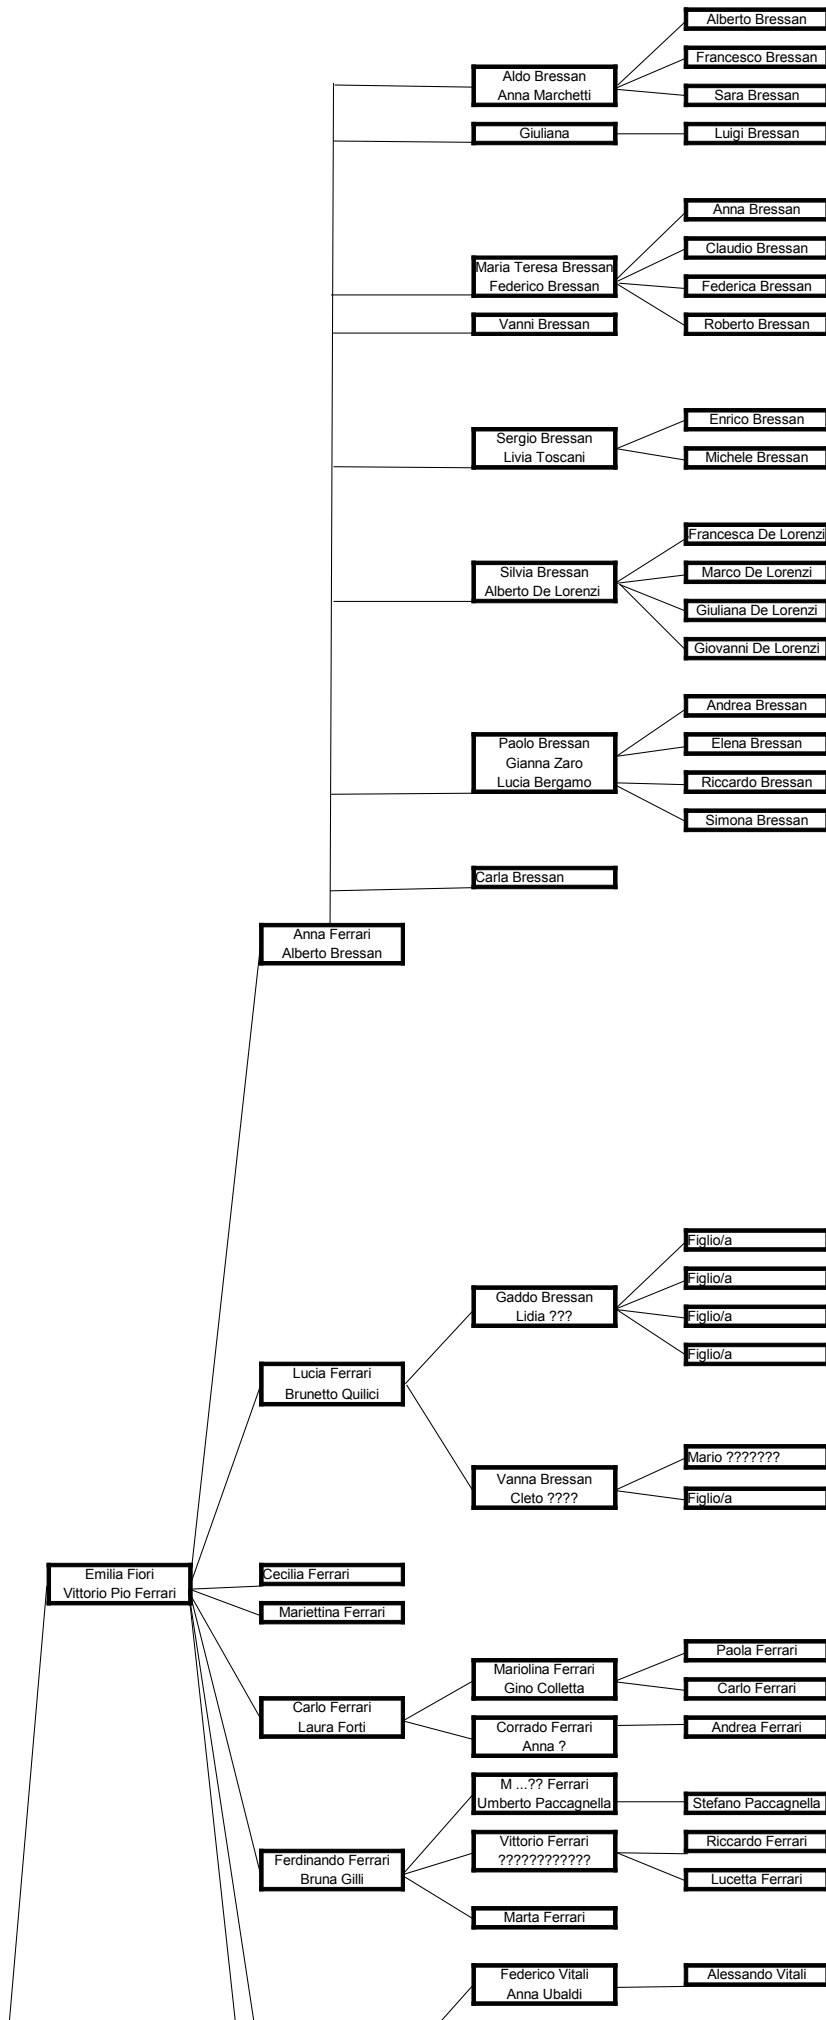 Alberto Bressan
Francesco Bressan
Aldo Bressan
Anna Marchetti
Sara Bressan
Giuliana
Luigi Bressan
Anna Bressan
Claudio Bressan
Maria Teresa Bressan
Federico Bressan
Federica Bressan
Vanni Bressan
Roberto Bressan
Enrico Bressan
Sergio Bressan
Livia Toscani
Michele Bressan
Francesca De Lorenzi
Silvia Bressan
Alberto De Lorenzi
Marco De Lorenzi
Giuliana De Lorenzi
Giovanni De Lorenzi
Andrea Bressan
Paolo Bressan
Gianna Zaro
Lucia Bergamo
Elena Bressan
Riccardo Bressan
Simona Bressan
Carla Bressan
Anna Ferrari
Alberto Bressan
Figlio/a
Figlio/a
Gaddo Bressan
Lidia ???
Figlio/a
Figlio/a
Lucia Ferrari
Brunetto Quilici
Mario ???????
Vanna Bressan
Cleto ????
Figlio/a
Emilia Fiori
Vittorio Pio Ferrari
Cecilia Ferrari
Mariettina Ferrari
Paola Ferrari
Mariolina Ferrari
Gino Colletta
Carlo Ferrari
Carlo Ferrari
Laura Forti
Corrado Ferrari
Anna ?
Andrea Ferrari
M ...?? Ferrari
Umberto Paccagnella
Stefano Paccagnella
Vittorio Ferrari
????????????
Riccardo Ferrari
Lucetta Ferrari
Ferdinando Ferrari
Bruna Gilli
Marta Ferrari
Federico Vitali
Anna Ubaldi
Alessando Vitali